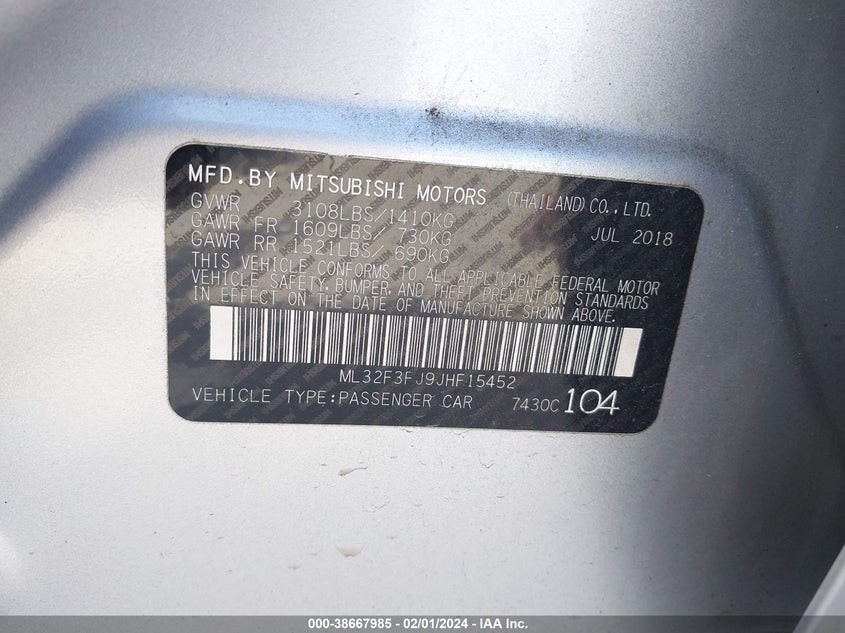 MFD.BY MITSUBISHI MOTORS (THAILAND)CO.,LTD.
GVWR 3108LBS/1410KG
GAWR FR 1609LBS/ 730KG JUL 2018
GAWR RR 1521LBS/ 690KG
THIS VEHICLE CONFORMS TO ALL APPLICABLE FEDERAL MOTOR
VEHICLE SAFETY, BUMPER, AND THEFT PREVENTION STANDARDS
IN EFFECT ON THE DATE OF MANUFACTURE SHOWN ABOVE.
ML32F3FJ9JHF15452
VEHICLE TYPE:PASSENGER CAR 7430C 104
000-38667985 - 02/01/2024 - IAA Inc.